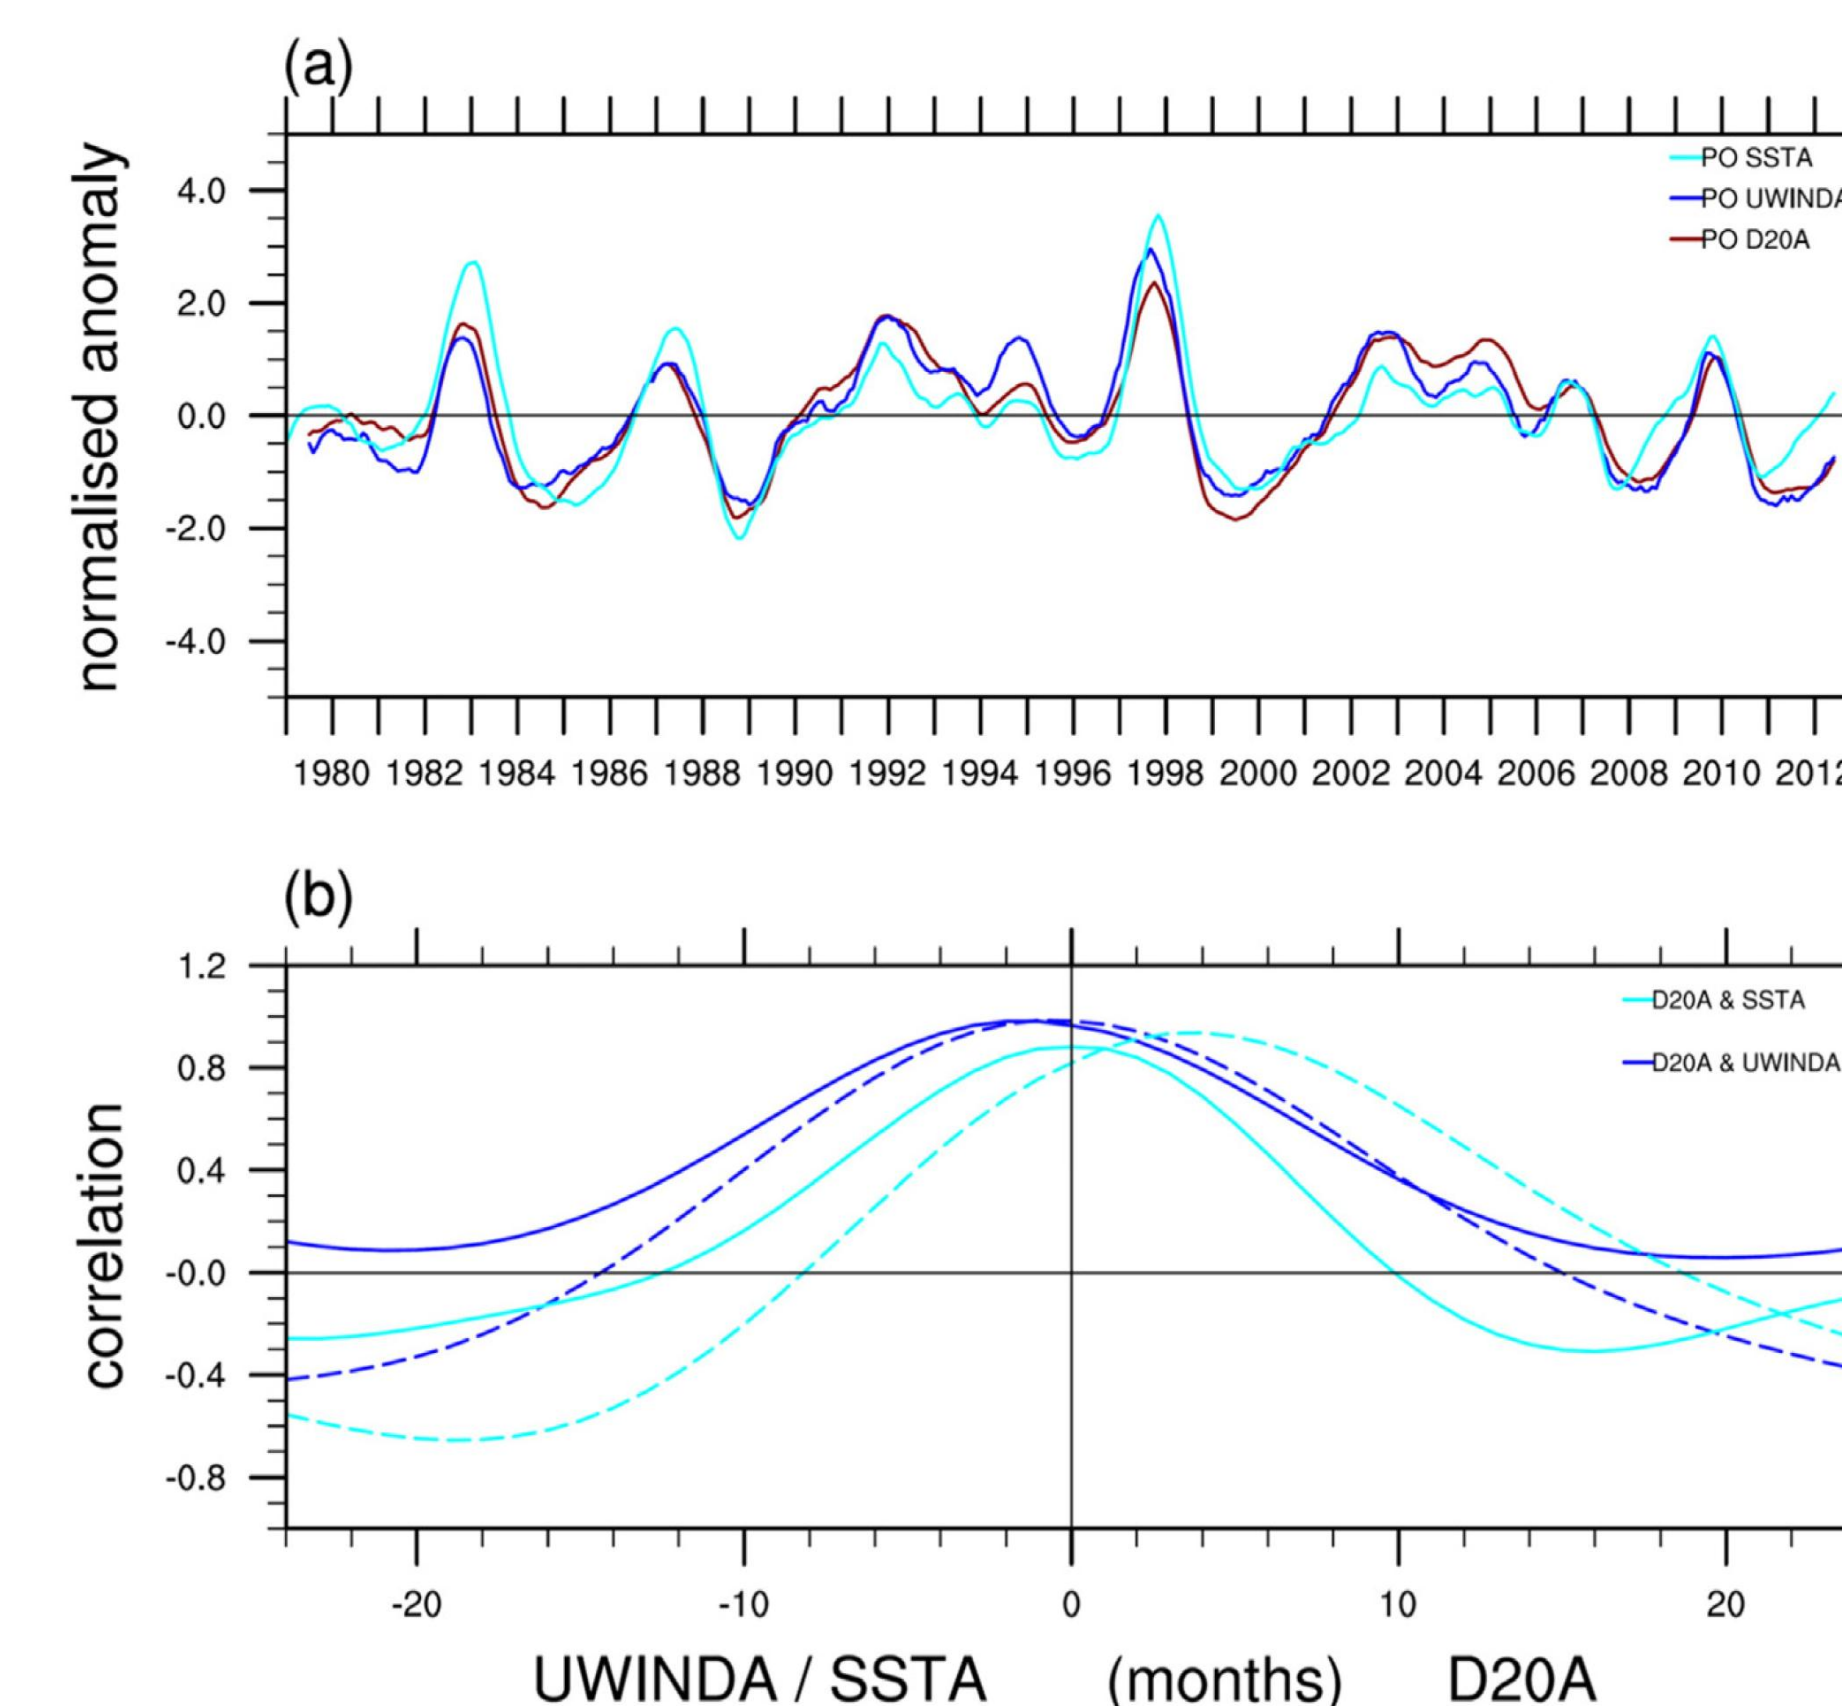 (a)
normalised anomaly
4.0
2.0
0.0
-2.0
-4.0
PO SSTA
PO UWINDA
PO D20A
1980 1982 1984 1986 1988 1990 1992 1994 1996 1998 2000 2002 2004 2006 2008 2010 2012
(b)
correlation
1.2
0.8
0.4
-0.0
-0.4
-0.8
D20A & SSTA
D20A & UWINDA
-20 -10 0 10 20
UWINDA / SSTA (months) D20A